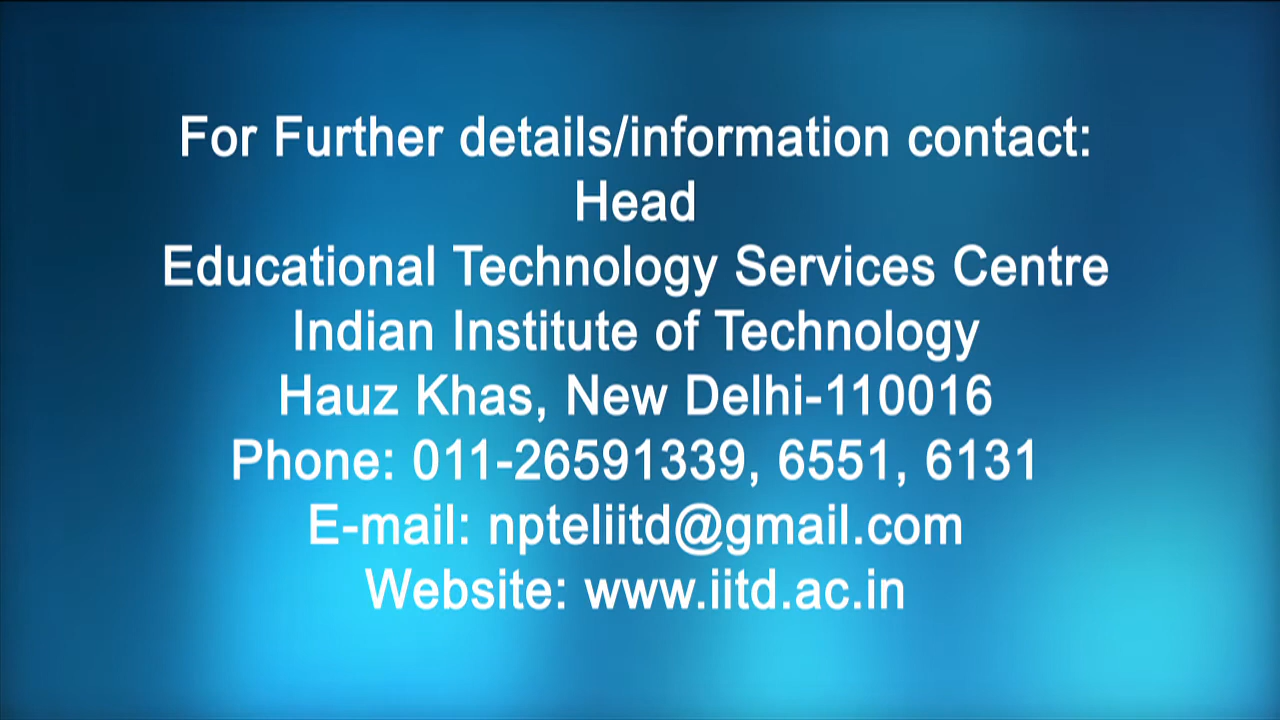 For Further details/information contact:
Head
Educational Technology Services Centre
Indian Institute of Technology
Hauz Khas, New Delhi-110016
Phone: 011-26591339, 6551, 6131
E-mail: npteliitd@gmail.com
Website: www.iitd.ac.in